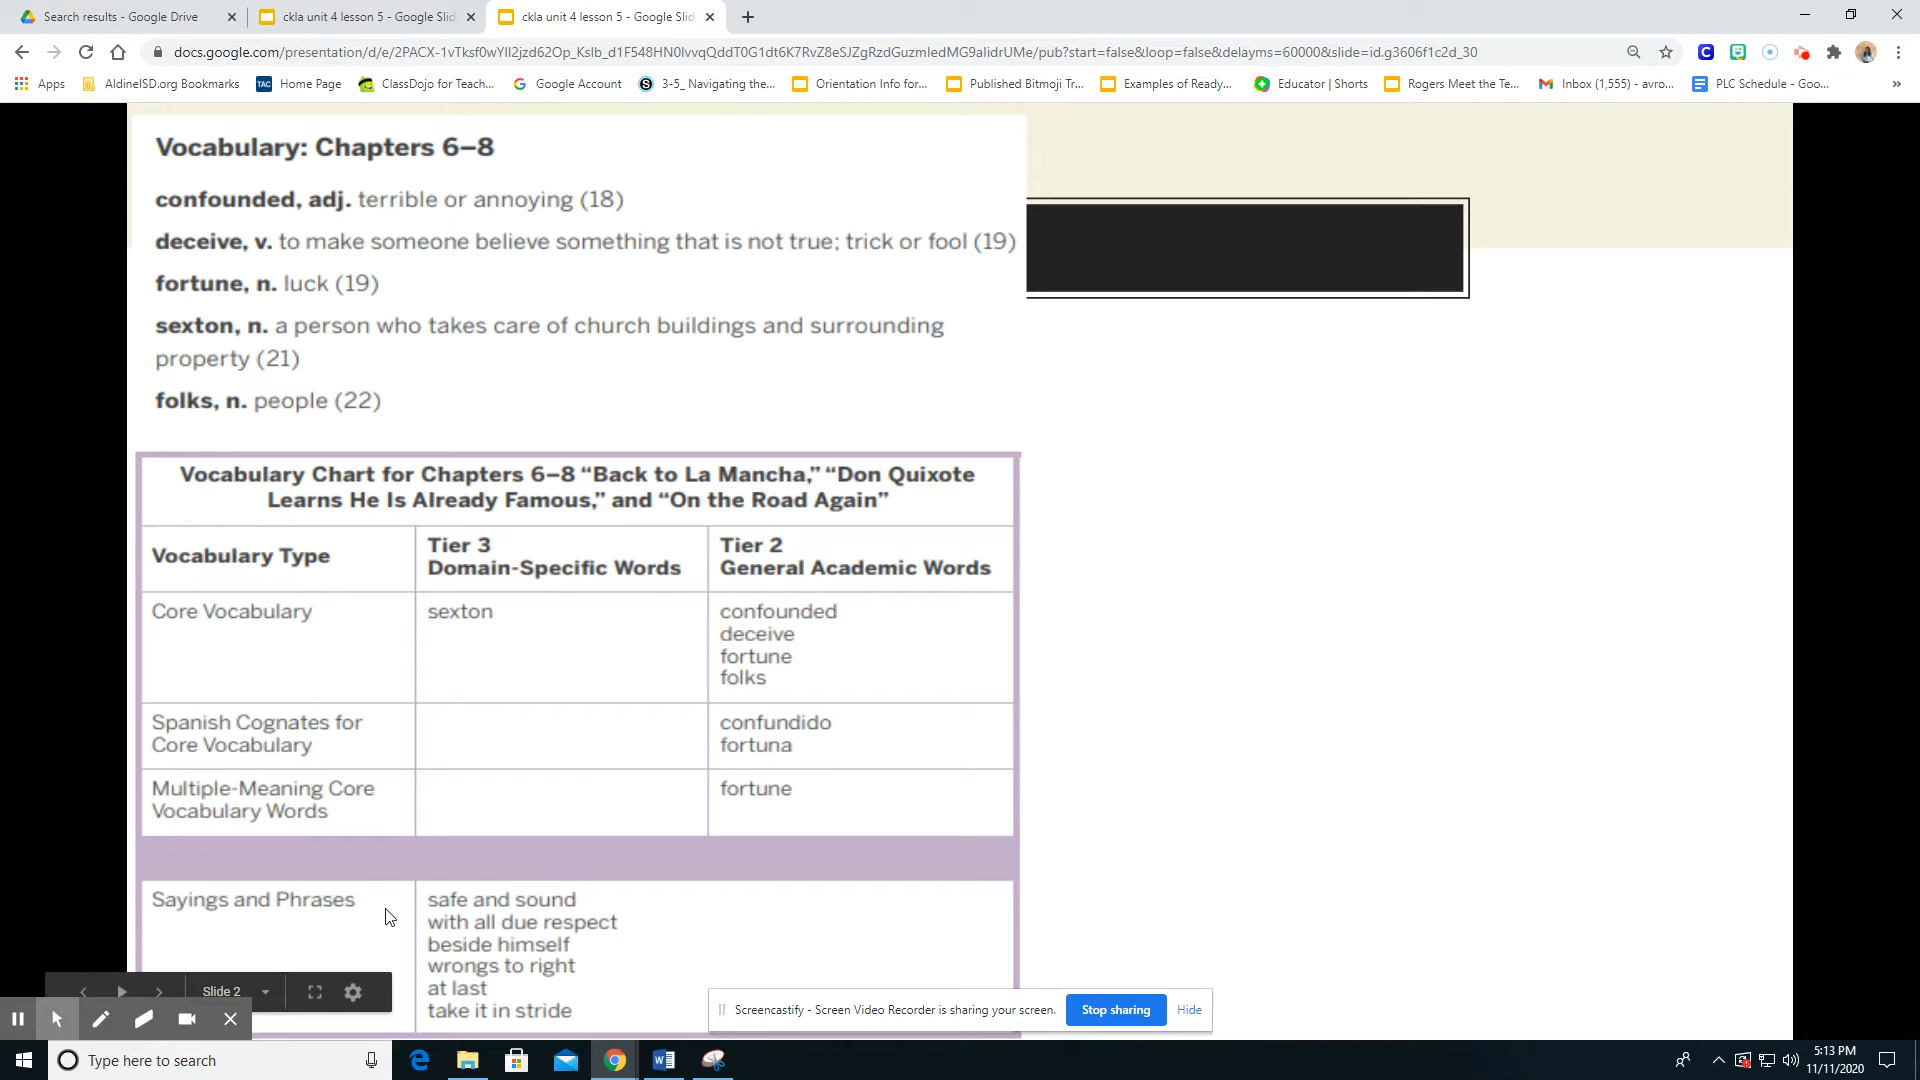 Search results - Google Drive
ckla unit 4 lesson 5 - Google Slid
ckla unit 4 lesson 5 - Google Slid
docs.google.com/presentation/d/e/2PACX-1vTksf0wYlI2jzd62Op_Kslb_d1F548HN0lvvqQddT0G1dt6K7RvZ8eSJZgRzdGuzmledMG9alidrUMe/pub?start=false&loop=false&delayms=60000&slide=id.g3606f1c2d_30
Apps
AldineISD.org Bookmarks
TAC Home Page
ClassDojo for Teach...
Google Account
3-5_ Navigating the...
Orientation Info for...
Published Bitmoji Tr...
Examples of Ready...
Educator | Shorts
Rogers Meet the Te...
Inbox (1,555) - avro...
PLC Schedule - Goo...
Vocabulary: Chapters 6–8
confounded, adj. terrible or annoying (18)
deceive, v. to make someone believe something that is not true; trick or fool (19)
fortune, n. luck (19)
sexton, n. a person who takes care of church buildings and surrounding
property (21)
folks, n. people (22)
Vocabulary Chart for Chapters 6–8 “Back to La Mancha,” “Don Quixote
Learns He Is Already Famous,” and “On the Road Again”
Vocabulary Type
Tier 3
Domain-Specific Words
Tier 2
General Academic Words
Core Vocabulary
sexton
confounded
deceive
fortune
folks
Spanish Cognates for
Core Vocabulary
confundido
fortuna
Multiple-Meaning Core
Vocabulary Words
fortune
Sayings and Phrases
safe and sound
with all due respect
beside himself
wrongs to right
at last
take it in stride
Slide 2
Screencastify - Screen Video Recorder is sharing your screen.
Stop sharing
Hide
Type here to search
5:13 PM
11/11/2020